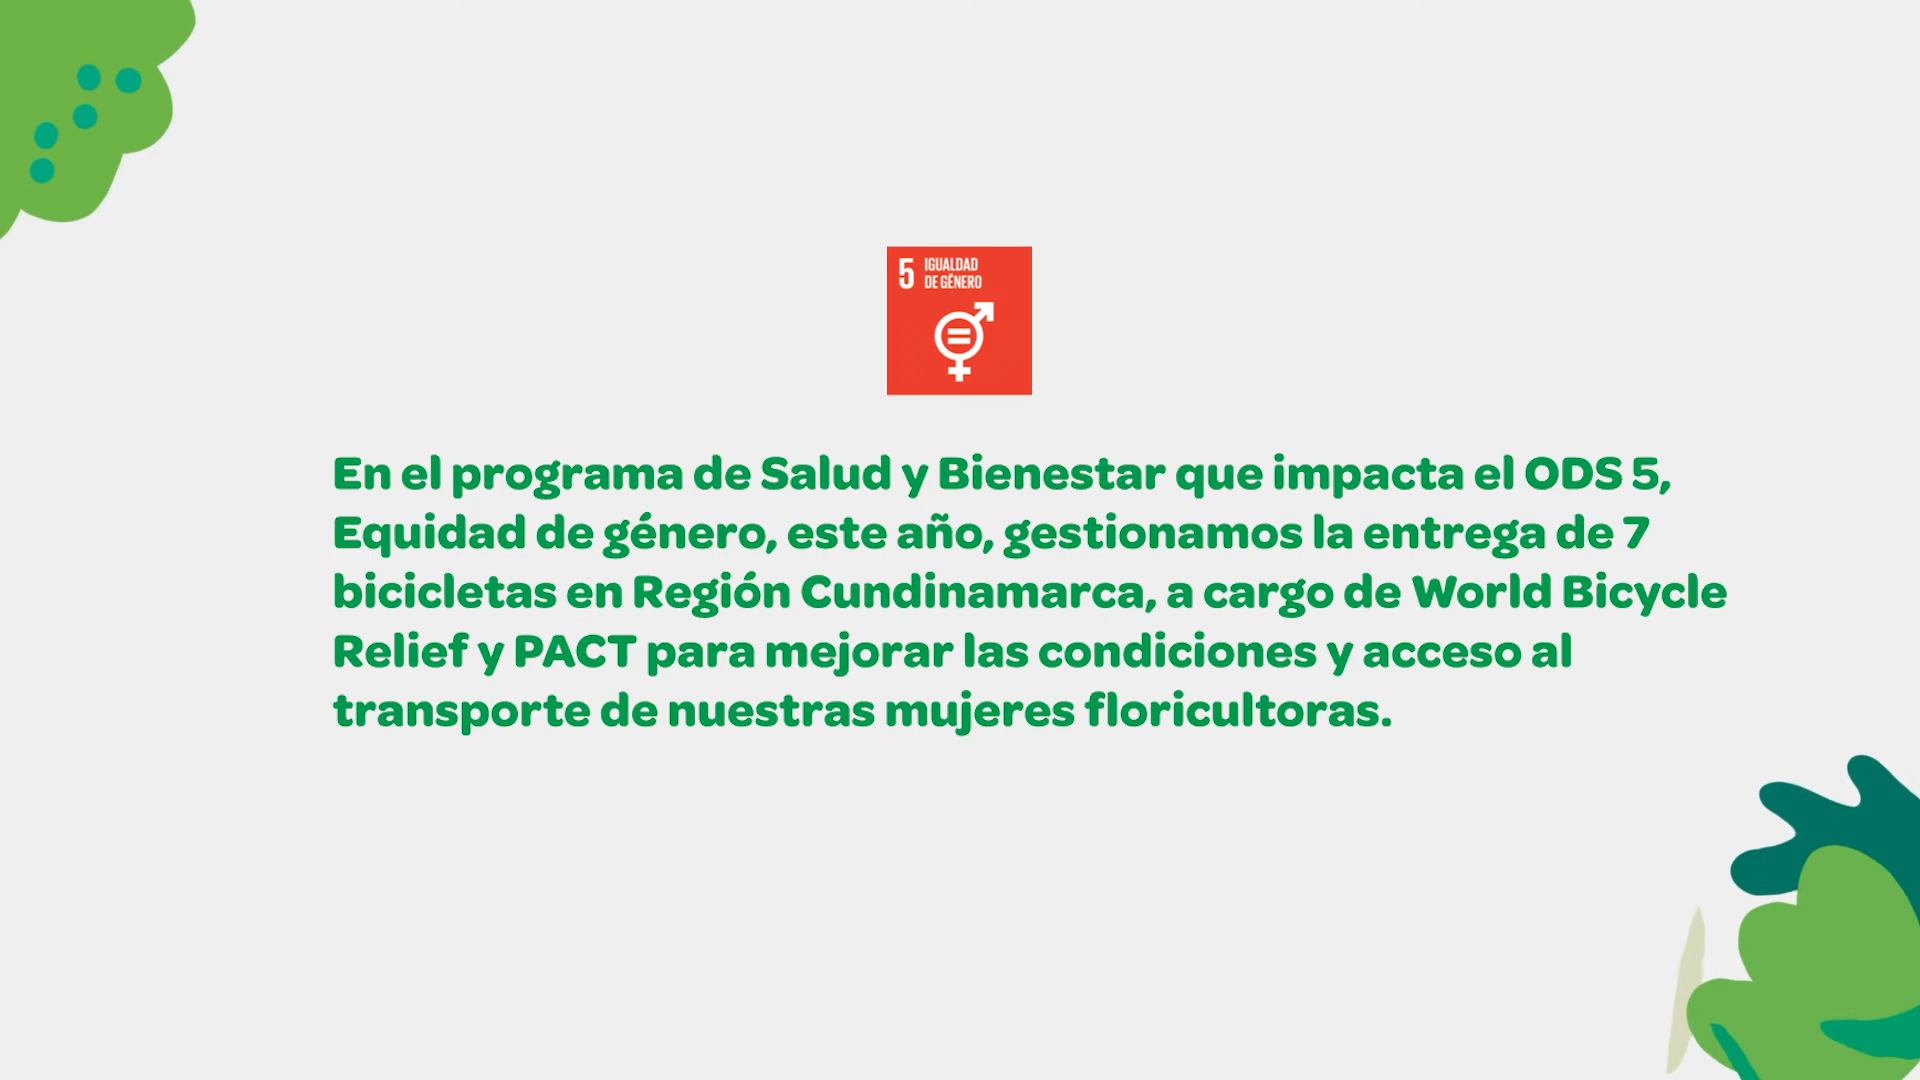 5 IGUALDAD
DE GÉNERO
En el programa de Salud y Bienestar que impacta el ODS 5,
Equidad de género, este año, gestionamos la entrega de 7
bicicletas en Región Cundinamarca, a cargo de World Bicycle
Relief y PACT para mejorar las condiciones y acceso al
transporte de nuestras mujeres floricultoras.